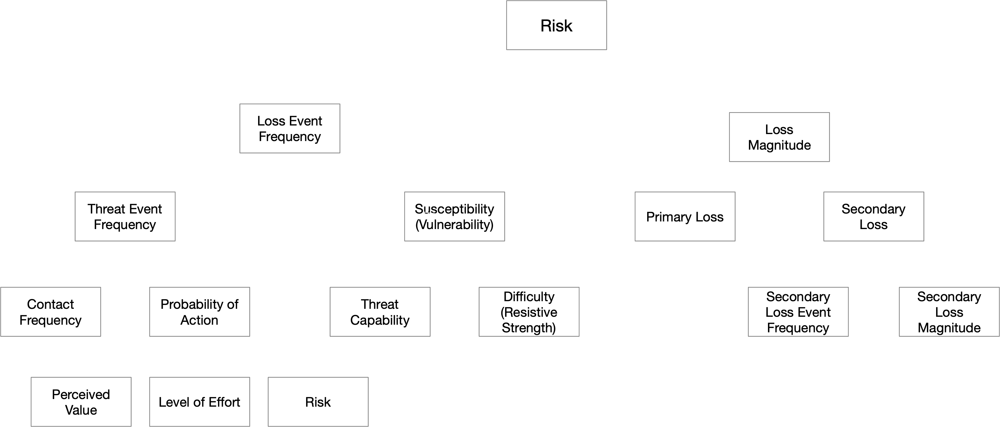 Risk
Loss Event
Frequency
Loss
Magnitude
Threat Event
Frequency
Susceptibility
(Vulnerability)
Primary Loss
Secondary
Loss
Contact
Frequency
Probability of
Action
Threat
Capability
Difficulty
(Resistive
Strength)
Secondary
Loss Event
Frequency
Secondary
Loss
Magnitude
Perceived
Value
Level of Effort
Risk